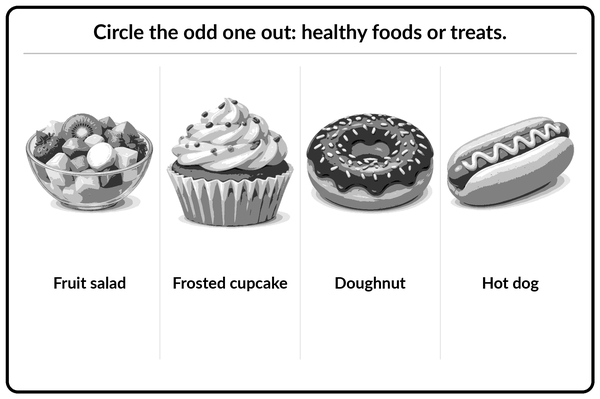 Circle the odd one out: healthy foods or treats.
Fruit salad
Frosted cupcake
Doughnut
Hot dog